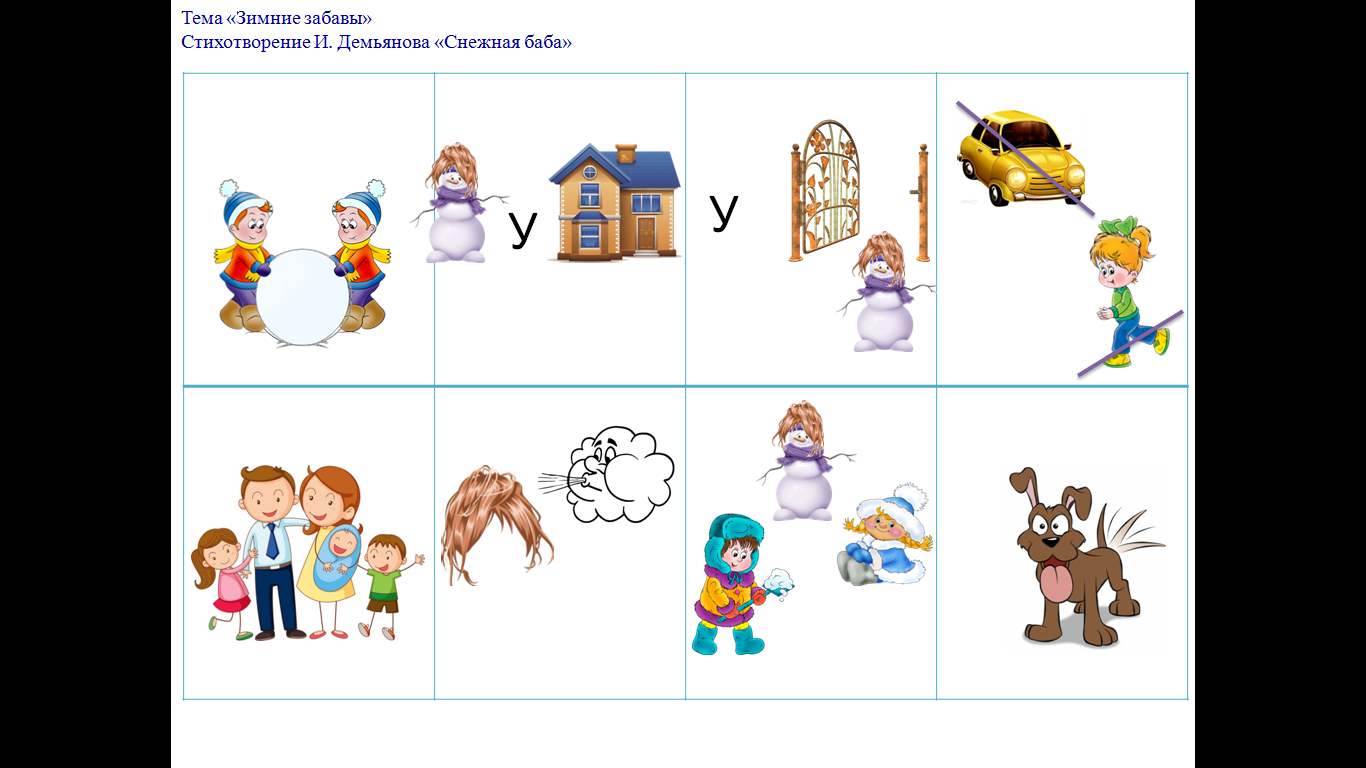 Тема «Зимние забавы»
Стихотворение И. Демьянова «Снежная баба»
У
У